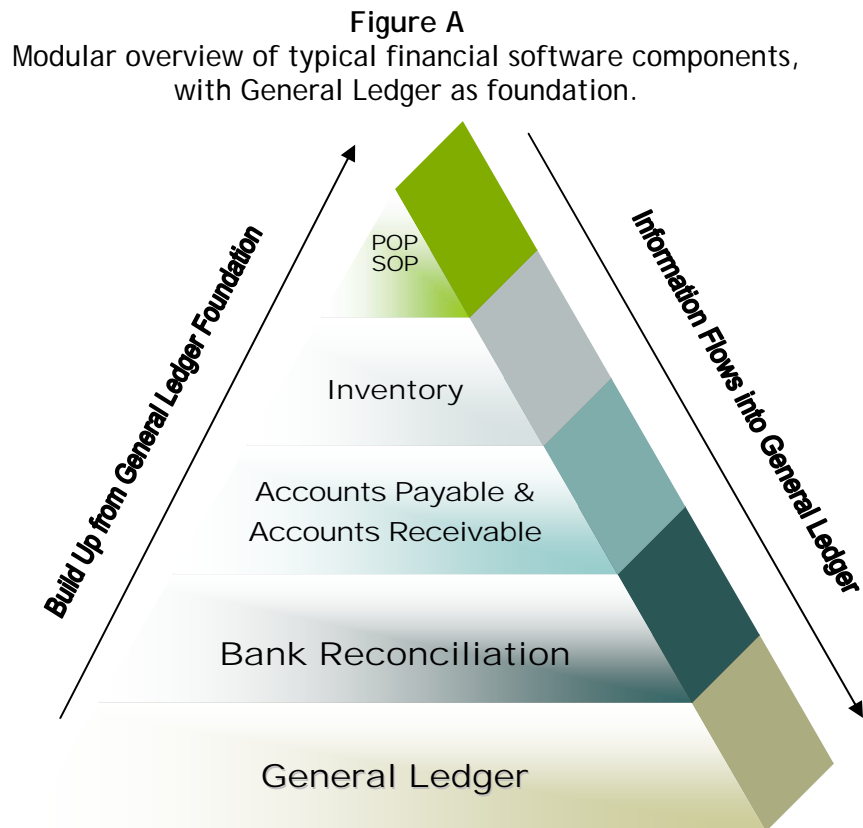 Figure A
Modular overview of typical financial software components,
with General Ledger as foundation.
Build Up from General Ledger Foundation
Information Flows into General Ledger
POP
SOP
Inventory
Accounts Payable &
Accounts Receivable
Bank Reconciliation
General Ledger